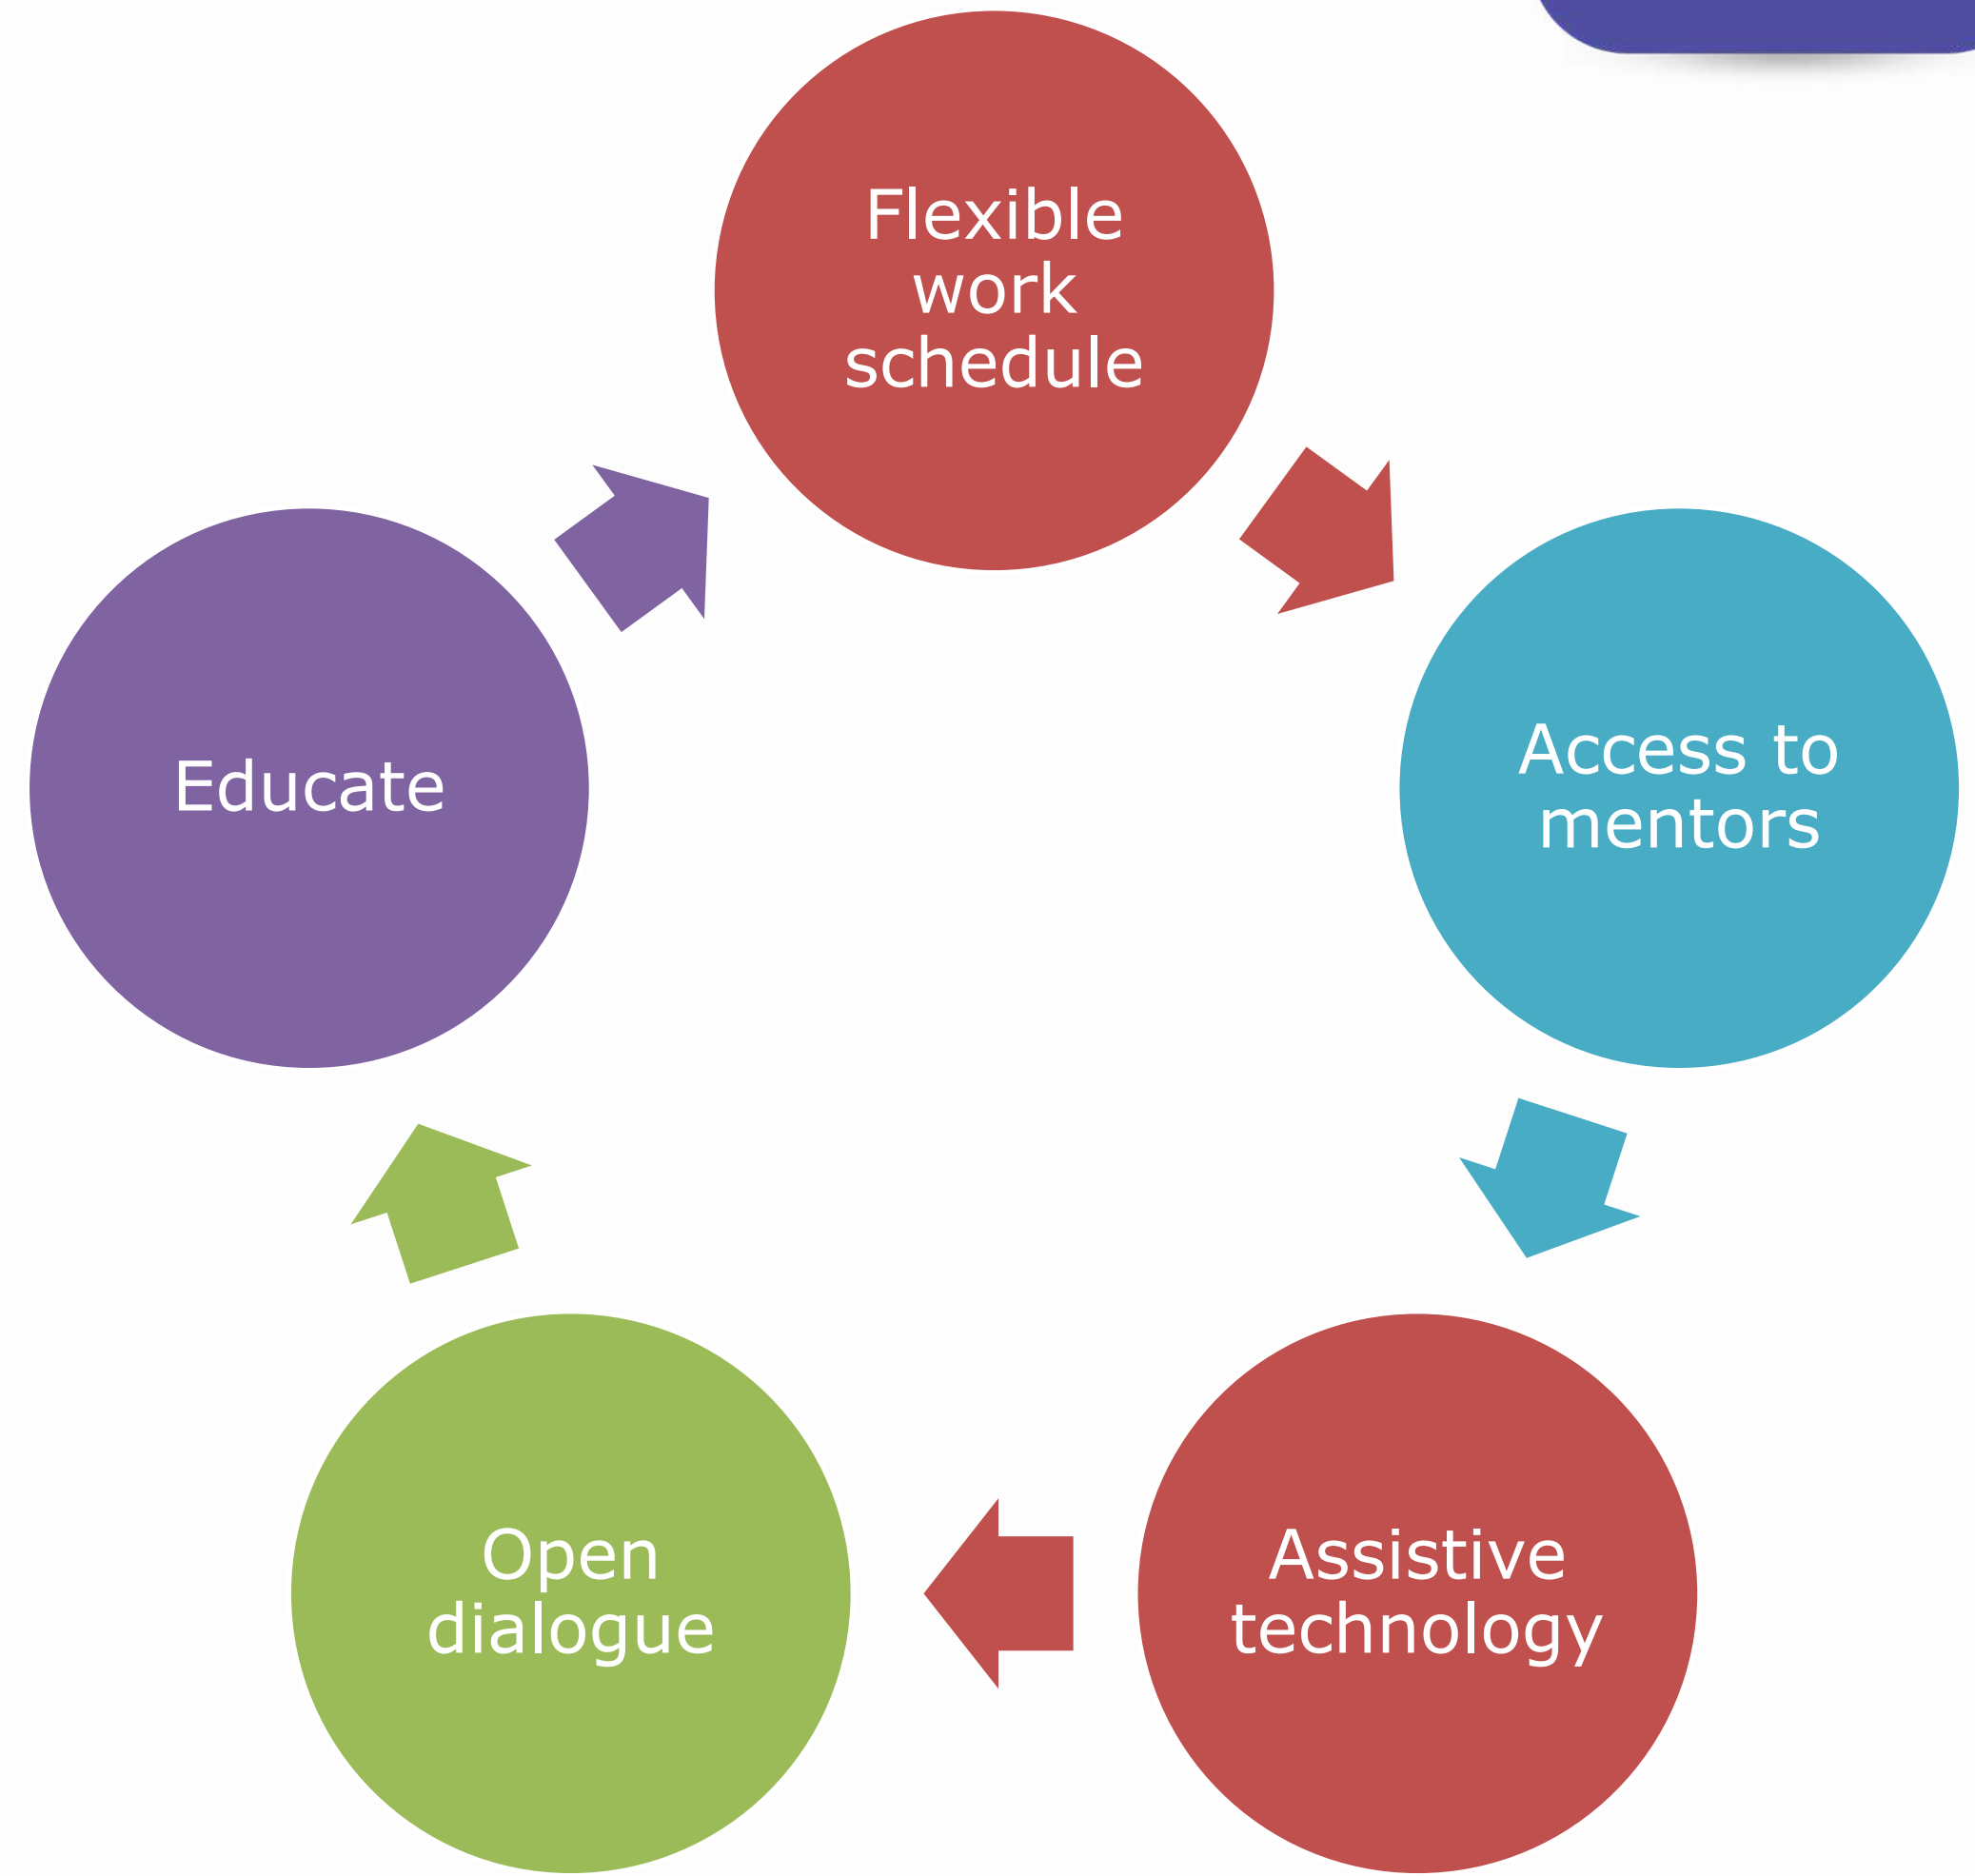 Flexible
work
schedule
Access to
mentors
Assistive
technology
Open
dialogue
Educate